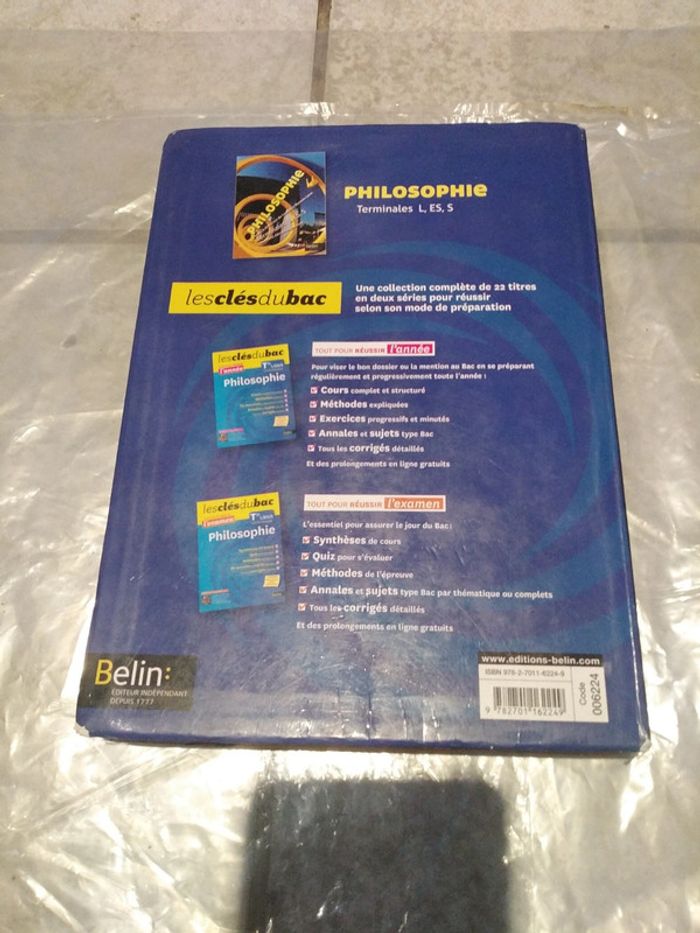 PHILOSOPHIE
PHILOSOPHIE
Terminales L, ES, S
lesclésdubac
Une collection complète de 22 titres
en deux séries pour réussir
selon son mode de préparation
TOUT POUR RÉUSSIR l'année
Pour viser le bon dossier ou la mention au Bac en se préparant
régulièrement et progressivement toute l'année :
Cours complet et structuré
Méthodes expliquées
Exercices progressifs et minutés
Annales et sujets type Bac
Tous les corrigés détaillés
Et des prolongements en ligne gratuits
lesclésdubac
l'année
Philosophie
TOUT POUR RÉUSSIR l'examen
L'essentiel pour assurer le jour du Bac :
Synthèses de cours
Quiz pour s'évaluer
Méthodes de l'épreuve
Annales et sujets type Bac par thématique ou complets
Tous les corrigés détaillés
Et des prolongements en ligne gratuits
lesclésdubac
l'examen
Philosophie
Belin:
ÉDITEUR INDÉPENDANT
DEPUIS 1777
www.editions-belin.com
ISBN 978-2-7011-6224-9
9 782701 162249
Code
006224